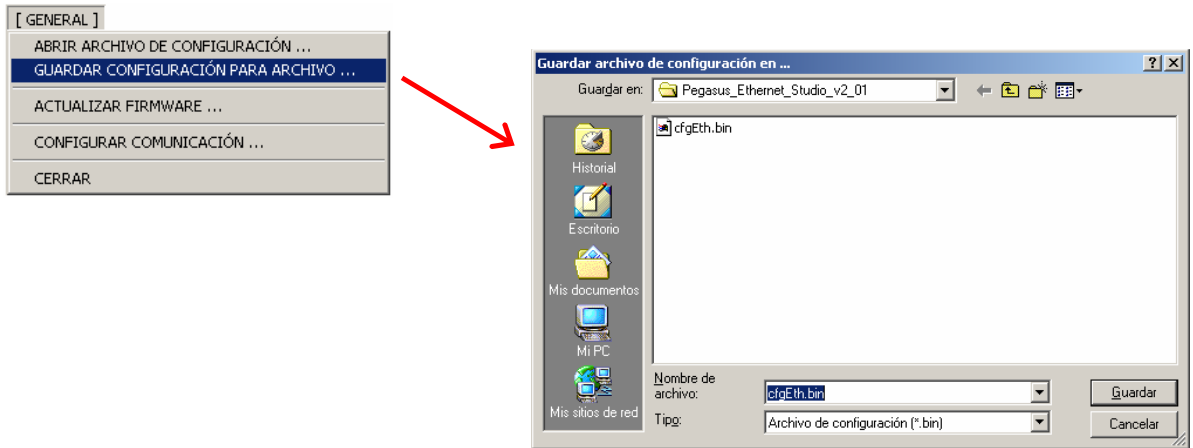 [ GENERAL ]
ABRIR ARCHIVO DE CONFIGURACIÓN ...
GUARDAR CONFIGURACIÓN PARA ARCHIVO ...
ACTUALIZAR FIRMWARE ...
CONFIGURAR COMUNICACIÓN ...
CERRAR
Guardar archivo de configuración en ...
Guardar en: Pegasus_Ethernet_Studio_v2_01
cfgEth.bin
Historial
Escritorio
Mis documentos
Mi PC
Mis sitios de red
Nombre de
archivo: cfgEth.bin Guardar
Tipo: Archivo de configuración (*.bin) Cancelar